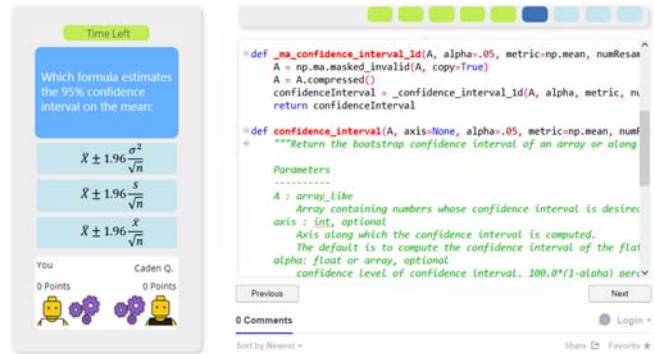 Time Left
Which formula estimates
the 95% confidence
interval on the mean:
X̄ ± 1.96 σ²/√n
X̄ ± 1.96 s/√n
X̄ ± 1.96 x̄/√n
You
Caden Q.
0 Points
0 Points
def _ma_confidence_interval_1d(A, alpha=.05, metric=np.mean, numResam
A = np.ma.masked_invalid(A, copy=True)
A = A.compressed()
confidenceInterval = _confidence_interval_1d(A, alpha, metric, nu
return confidenceInterval
def confidence_interval(A, axis=None, alpha=.05, metric=np.mean, numR
"""Return the bootstrap confidence interval of an array or along
Parameters
----------
A : array_like
Array containing numbers whose confidence interval is desired
axis : int, optional
Axis along which the confidence interval is computed.
The default is to compute the confidence interval of the flat
alpha: float or array, optional
confidence level of confidence interval. 100.0*(1-alpha) perc
Previous
Next
0 Comments
Login
Sort by Newest
Share
Favorite